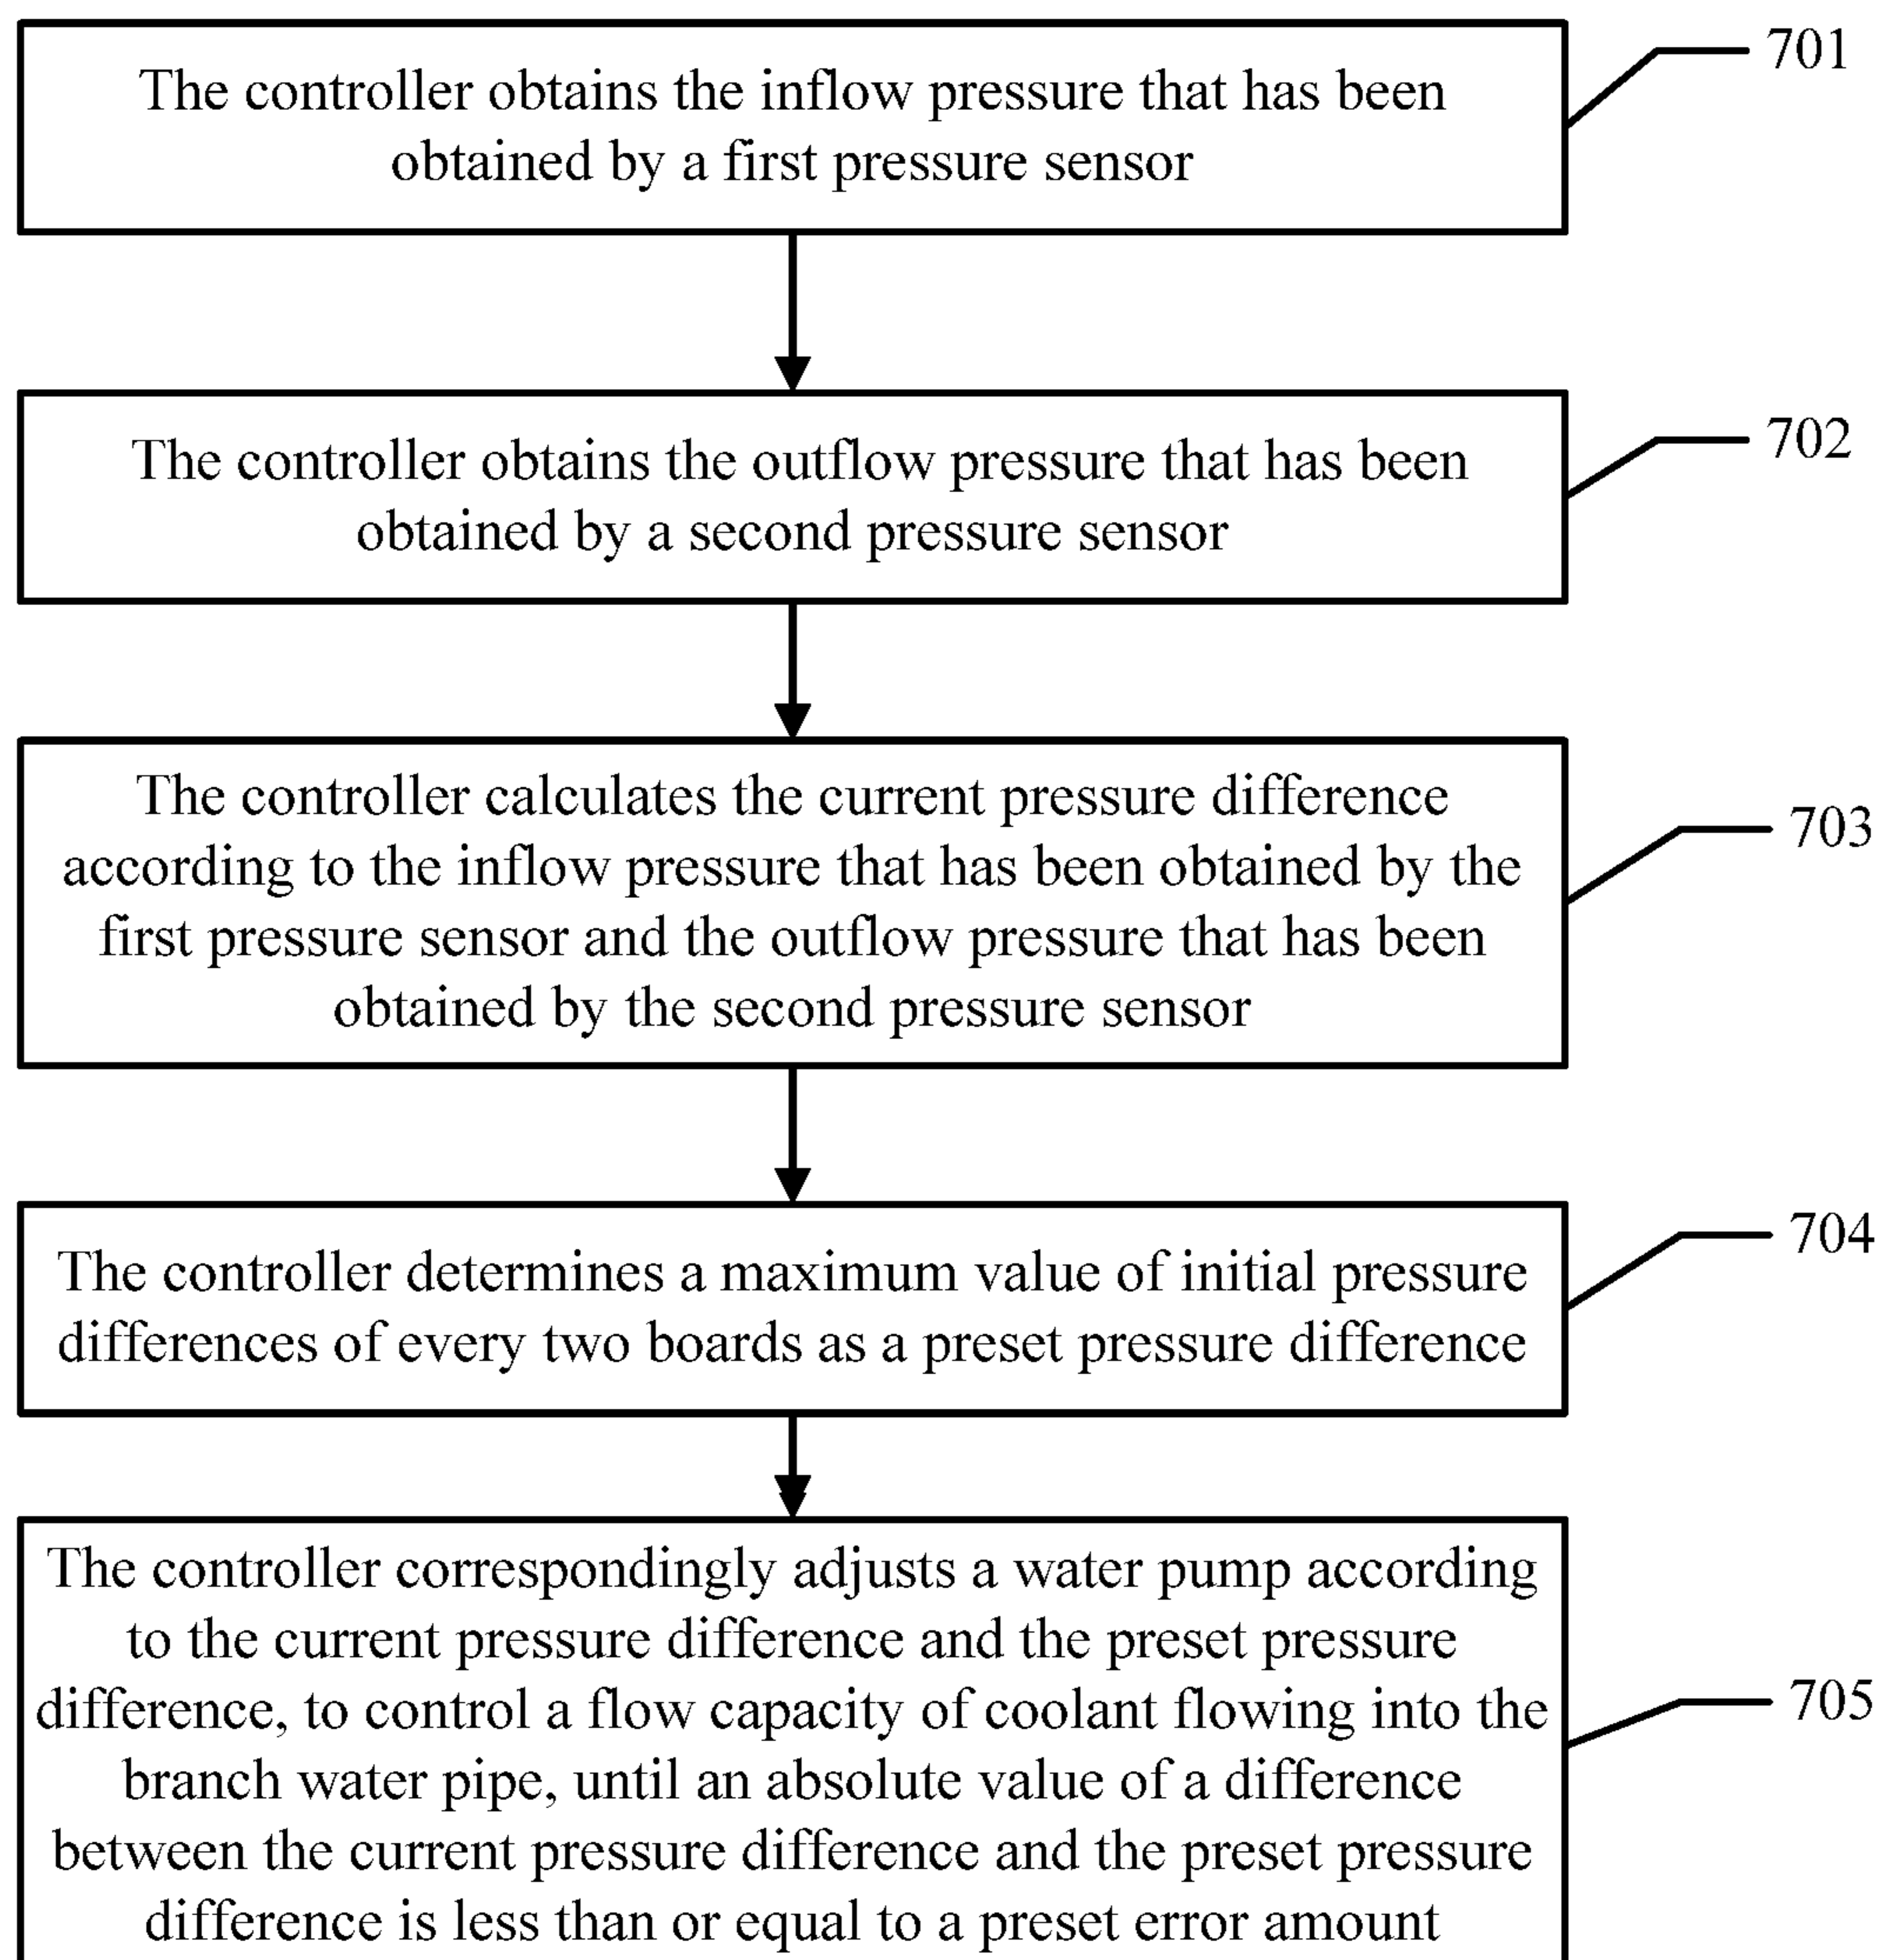 The controller obtains the inflow pressure that has been
obtained by a first pressure sensor
701
The controller obtains the outflow pressure that has been
obtained by a second pressure sensor
702
The controller calculates the current pressure difference
according to the inflow pressure that has been obtained by the
first pressure sensor and the outflow pressure that has been
obtained by the second pressure sensor
703
The controller determines a maximum value of initial pressure
differences of every two boards as a preset pressure difference
704
The controller correspondingly adjusts a water pump according
to the current pressure difference and the preset pressure
difference, to control a flow capacity of coolant flowing into the
branch water pipe, until an absolute value of a difference
between the current pressure difference and the preset pressure
difference is less than or equal to a preset error amount
705